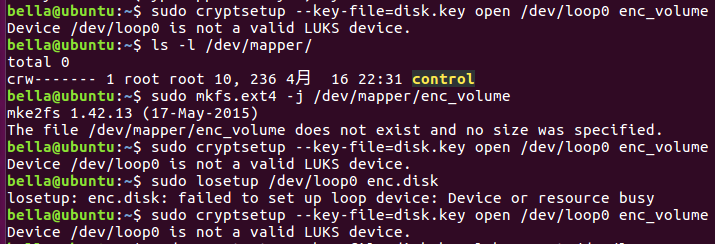 bella@ubuntu:~$ sudo cryptsetup --key-file=disk.key open /dev/loop0 enc_volume
Device /dev/loop0 is not a valid LUKS device.
bella@ubuntu:~$ ls -l /dev/mapper/
total 0
crw------- 1 root root 10, 236 4月  16 22:31 control
bella@ubuntu:~$ sudo mkfs.ext4 -j /dev/mapper/enc_volume
mke2fs 1.42.13 (17-May-2015)
The file /dev/mapper/enc_volume does not exist and no size was specified.
bella@ubuntu:~$ sudo cryptsetup --key-file=disk.key open /dev/loop0 enc_volume
Device /dev/loop0 is not a valid LUKS device.
bella@ubuntu:~$ sudo losetup /dev/loop0 enc.disk
losetup: enc.disk: failed to set up loop device: Device or resource busy
bella@ubuntu:~$ sudo cryptsetup --key-file=disk.key open /dev/loop0 enc_volume
Device /dev/loop0 is not a valid LUKS device.